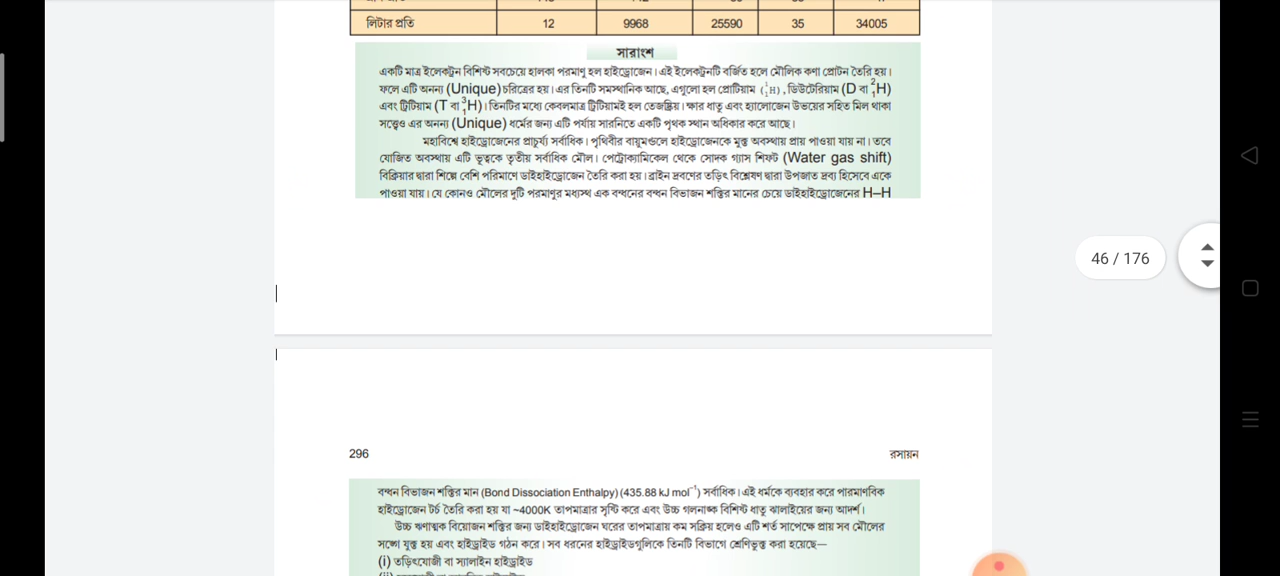 লিটার প্রতি 12 9968 25590 35 34005
সারাংশ
একটি মাত্র ইলেকট্রন বিশিষ্ট সবচেয়ে হালকা পরমাণু হল হাইড্রোজেন। এই ইলেকট্রনটি বর্জিত হলে মৌলিক কণা প্রোটন তৈরি হয়।
ফলে এটি অনন্য (Unique) চরিত্রের হয়। এর তিনটি সমস্থানিক আছে, এগুলো হল প্রোটিয়াম (¹₁H), ডিউটেরিয়াম (D বা ²₁H)
এবং ট্রিটিয়াম (T বা ³₁H)। তিনটির মধ্যে কেবলমাত্র ট্রিটিয়ামই হল তেজষ্ক্রিয়। ক্ষার ধাতু এবং হ্যালোজেন উভয়ের সহিত মিল থাকা
সত্ত্বেও এর অনন্য (Unique) ধর্মের জন্য এটি পর্যায় সারনিতে একটি পৃথক স্থান অধিকার করে আছে।
মহাবিশ্বে হাইড্রোজেনের প্রাচুর্য্য সর্বাধিক। পৃথিবীর বায়ুমন্ডলে হাইড্রোজেনকে মুক্ত অবস্থায় প্রায় পাওয়া যায় না। তবে
যোজিত অবস্থায় এটি ভূত্বকে তৃতীয় সর্বাধিক মৌল। পেট্রোক্যামিকেল থেকে সোদক গ্যাস শিফট (Water gas shift)
বিক্রিয়ার দ্বারা শিল্পে বেশি পরিমাণে ডাইহাইড্রোজেন তৈরি করা হয়। ব্রাইন দ্রবণের তড়িৎ বিশ্লেষণ দ্বারা উপজাত দ্রব্য হিসেবে একে
পাওয়া যায়। যে কোনও মৌলের দুটি পরমাণুর মধ্যস্থ এক বন্ধনের বন্ধন বিভাজন শক্তির মানের চেয়ে ডাইহাইড্রোজেনের H–H
46 / 176
296 রসায়ন
বন্ধন বিভাজন শক্তির মান (Bond Dissociation Enthalpy) (435.88 kJ mol⁻¹) সর্বাধিক। এই ধর্মকে ব্যবহার করে পারমাণবিক
হাইড্রোজেন টর্চ তৈরি করা হয় যা ~4000K তাপমাত্রার সৃষ্টি করে এবং উচ্চ গলনাঙ্ক বিশিষ্ট ধাতু ঝালাইয়ের জন্য আদর্শ।
উচ্চ ঋণাত্মক বিয়োজন শক্তির জন্য ডাইহাইড্রোজেন ঘরের তাপমাত্রায় কম সক্রিয় হলেও এটি শর্ত সাপেক্ষে প্রায় সব মৌলের
সঙ্গে যুক্ত হয় এবং হাইড্রাইড গঠন করে। সব ধরনের হাইড্রাইডগুলিকে তিনটি বিভাগে শ্রেণিভুক্ত করা হয়েছে—
(i) তড়িৎযোজী বা স্যালাইন হাইড্রাইড